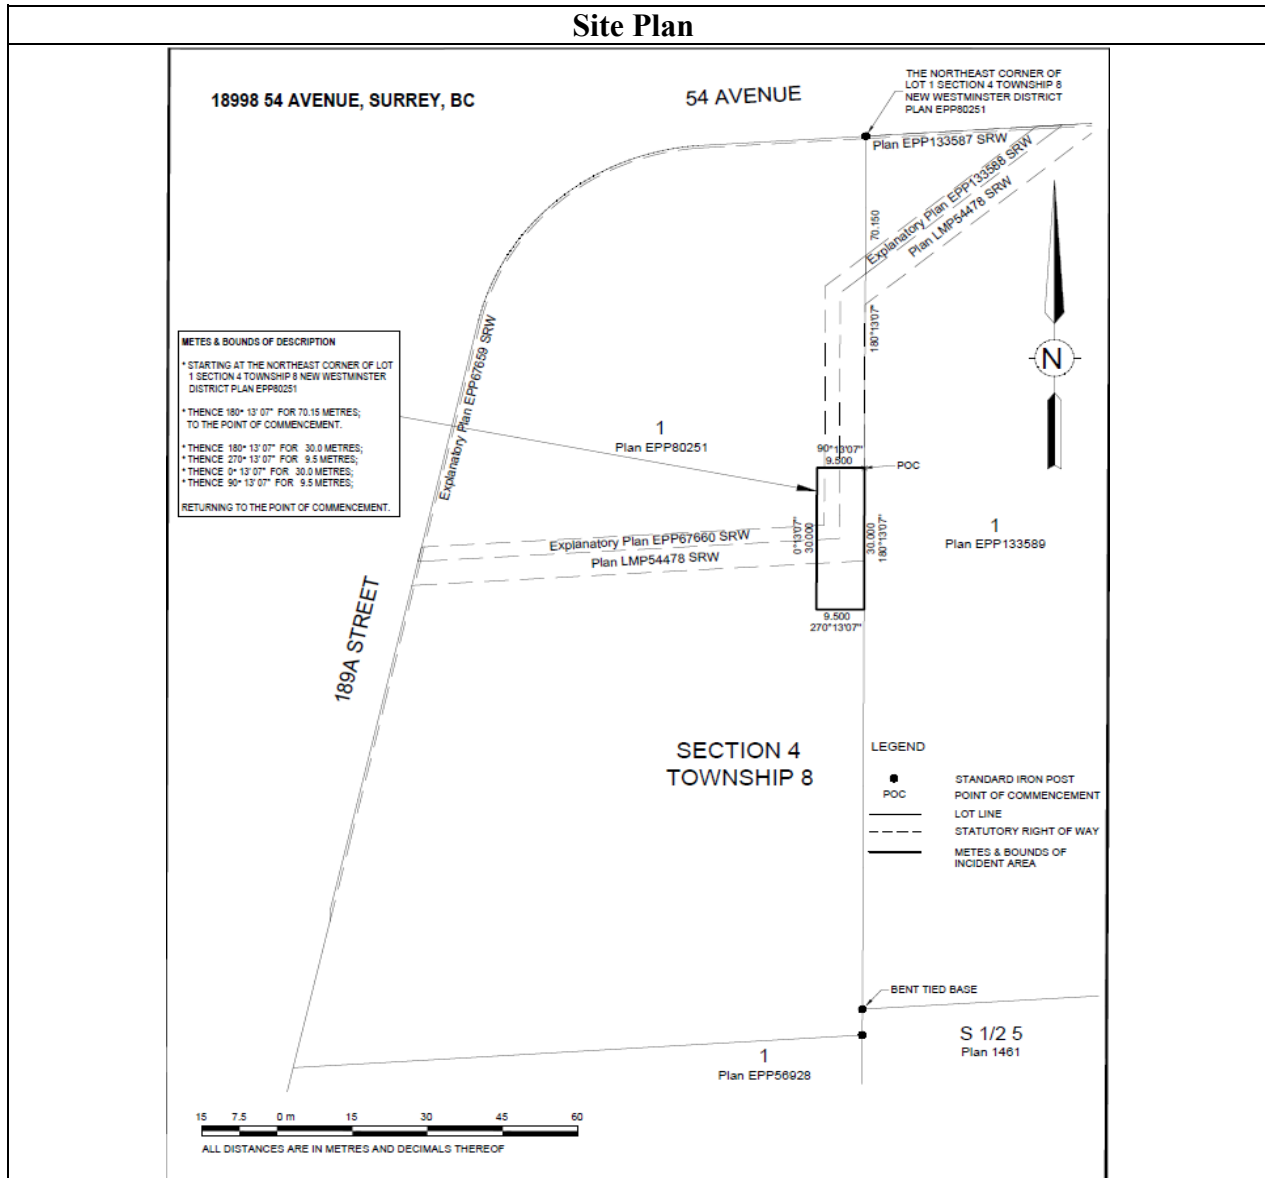 Site Plan
18998 54 AVENUE, SURREY, BC
54 AVENUE
THE NORTHEAST CORNER OF
LOT 1 SECTION 4 TOWNSHIP 8
NEW WESTMINSTER DISTRICT
PLAN EPP80251
Plan EPP133587 SRW
Explanatory Plan EPP133588 SRW
Plan LMP54478 SRW
70.150
180°13'07"
N
Explanatory Plan EPP67659 SRW
METES & BOUNDS OF DESCRIPTION
* STARTING AT THE NORTHEAST CORNER OF LOT
1 SECTION 4 TOWNSHIP 8 NEW WESTMINSTER
DISTRICT PLAN EPP80251
* THENCE 180° 13' 07" FOR 70.15 METRES;
TO THE POINT OF COMMENCEMENT.
* THENCE 180° 13' 07" FOR 30.0 METRES;
* THENCE 270° 13' 07" FOR 9.5 METRES;
* THENCE 0° 13' 07" FOR 30.0 METRES;
* THENCE 90° 13' 07" FOR 9.5 METRES;
RETURNING TO THE POINT OF COMMENCEMENT.
1
Plan EPP80251
90°13'07"
9.500
POC
0°13'07"
30.000
30.000
180°13'07"
1
Plan EPP133589
Explanatory Plan EPP67660 SRW
Plan LMP54478 SRW
9.500
270°13'07"
189A STREET
SECTION 4
TOWNSHIP 8
LEGEND
STANDARD IRON POST
POC POINT OF COMMENCEMENT
LOT LINE
STATUTORY RIGHT OF WAY
METES & BOUNDS OF
INCIDENT AREA
BENT TIED BASE
S 1/2 5
Plan 1461
1
Plan EPP56928
15 7.5 0 m 15 30 45 60
ALL DISTANCES ARE IN METRES AND DECIMALS THEREOF